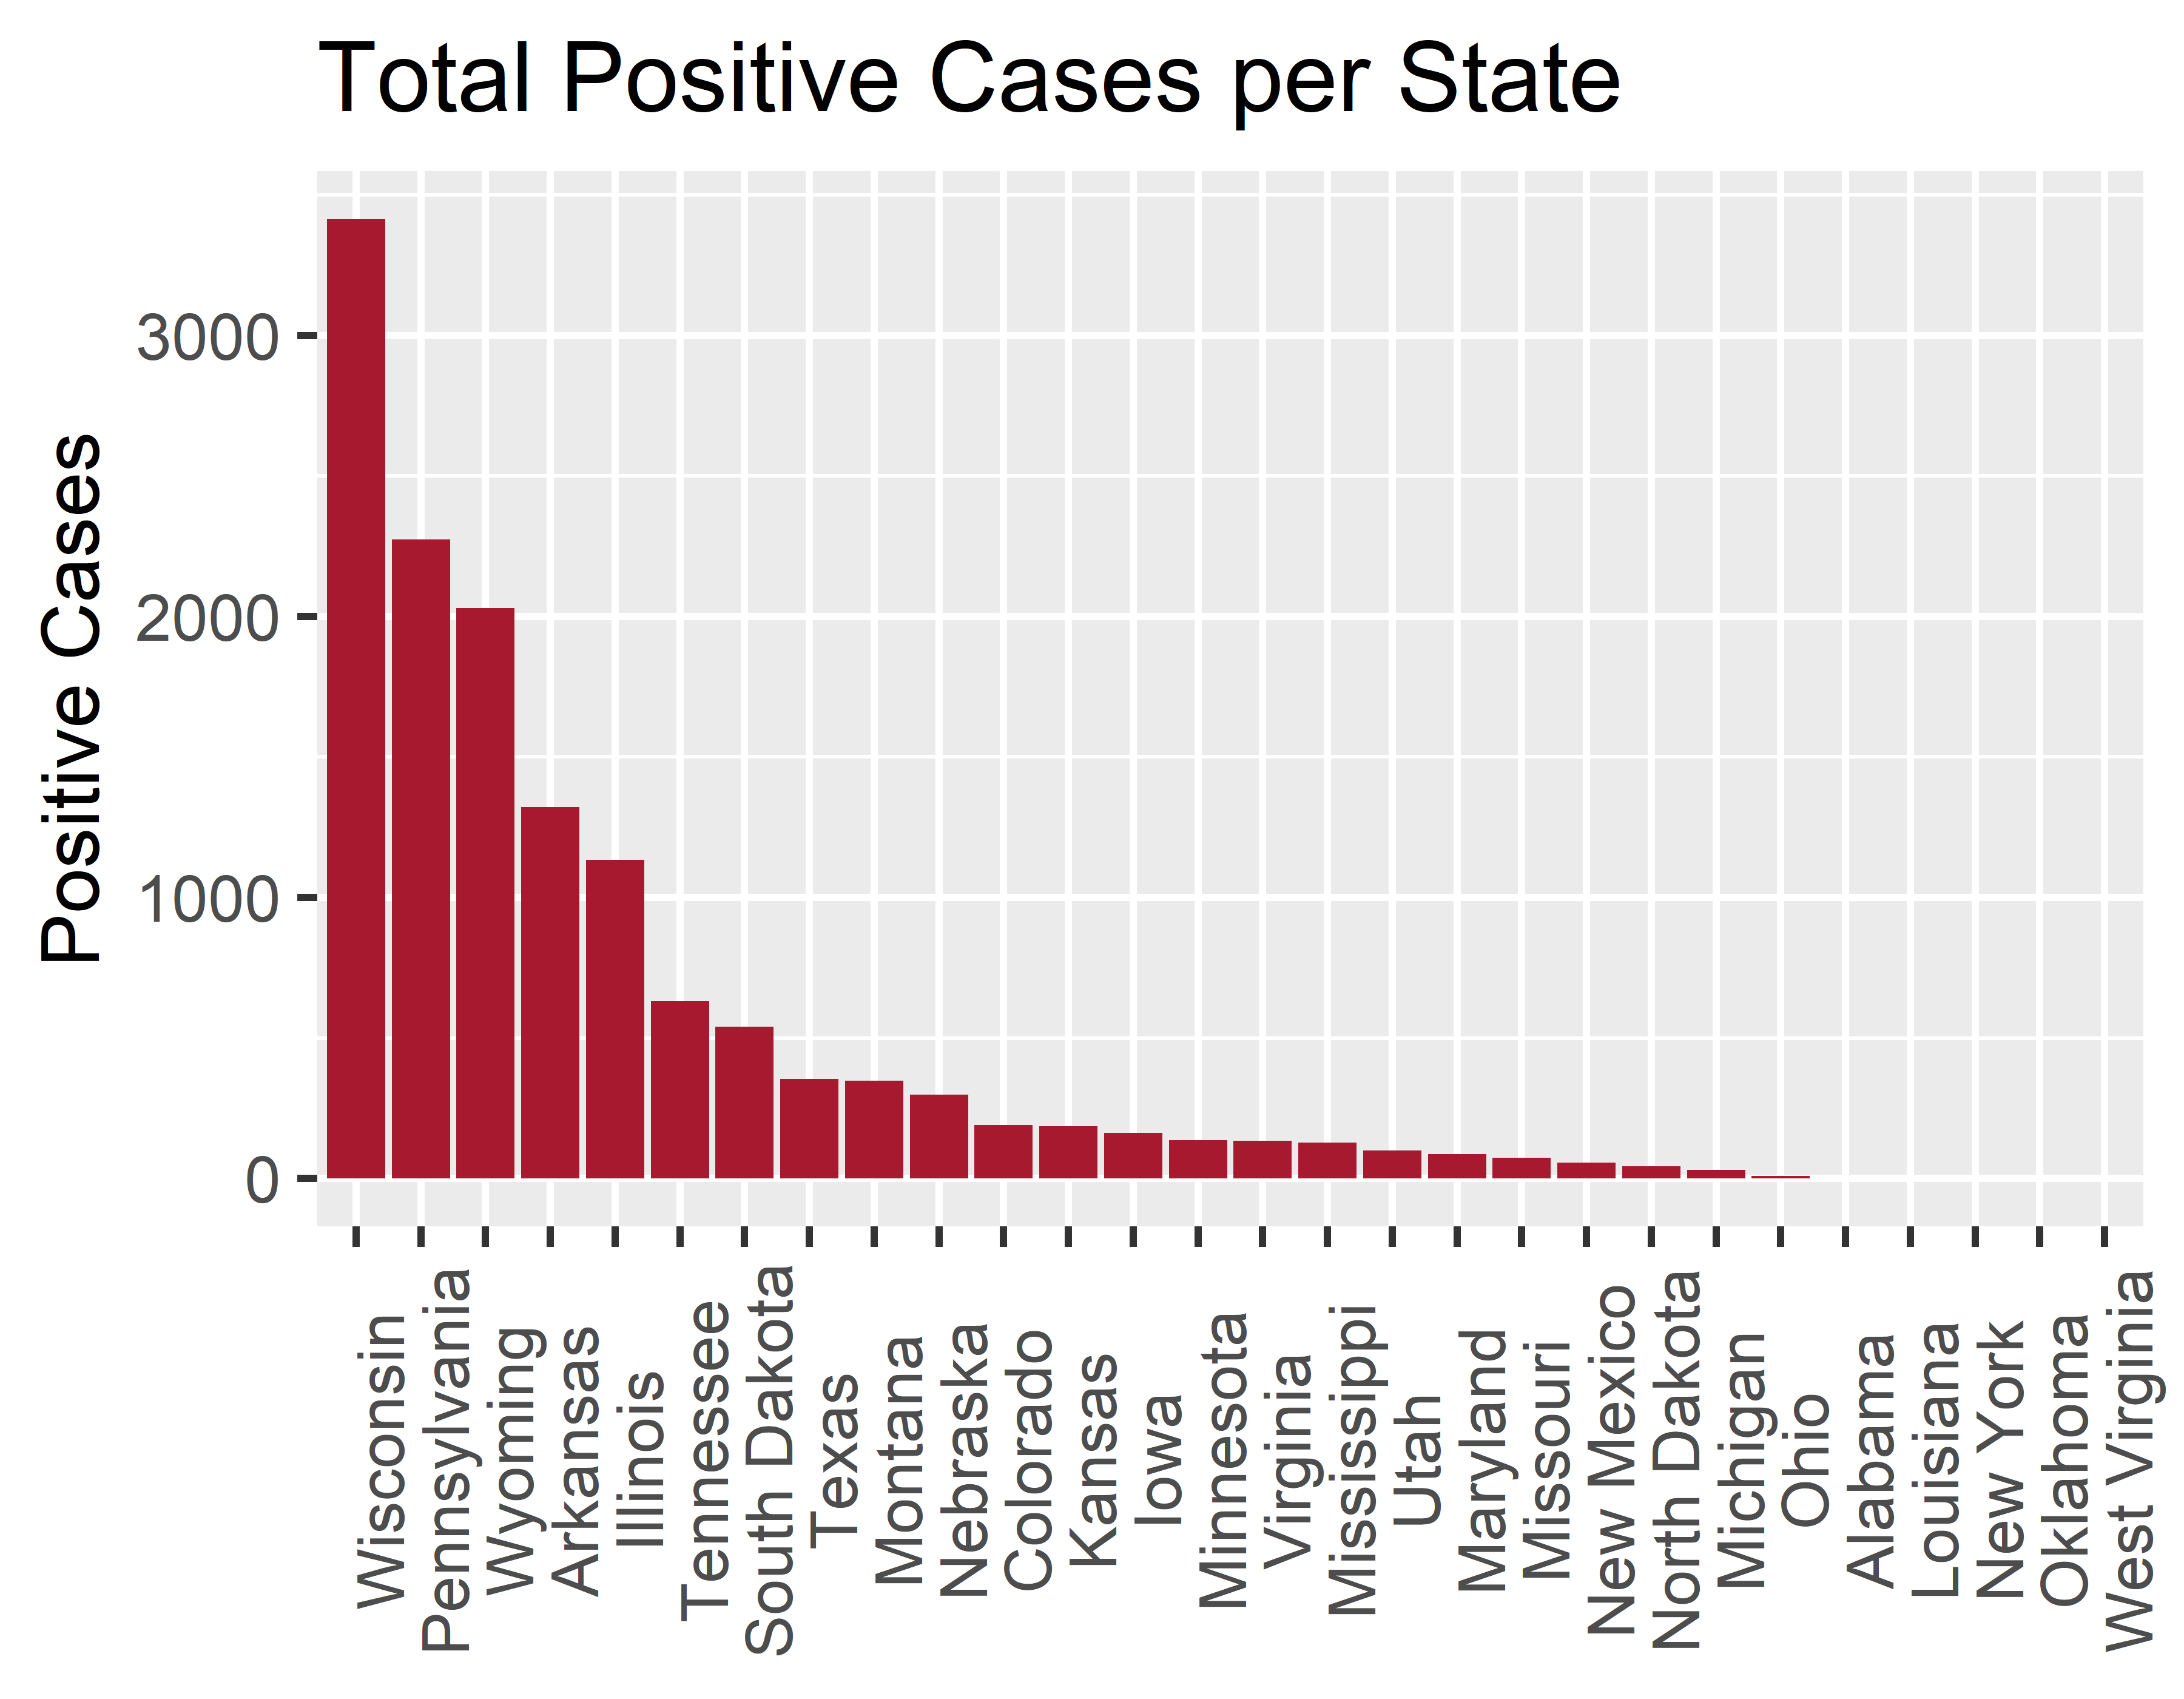 Total Positive Cases per State
Positive Cases
3000
2000
1000
0
Wisconsin
Pennsylvania
Wyoming
Arkansas
Illinois
Tennessee
South Dakota
Texas
Montana
Nebraska
Colorado
Kansas
Iowa
Minnesota
Virginia
Mississippi
Utah
Maryland
Missouri
New Mexico
North Dakota
Michigan
Ohio
Alabama
Louisiana
New York
Oklahoma
West Virginia